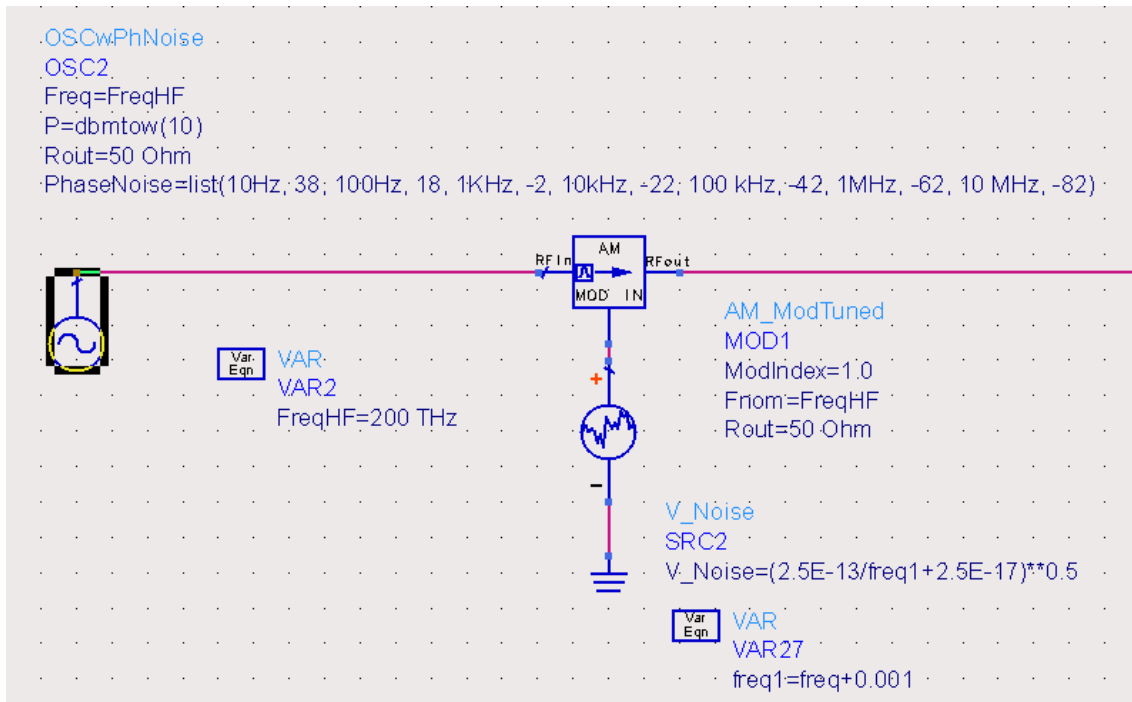 OSCwPhNoise
OSC2
Freq=FreqHF
P=dbmtow(10)
Rout=50 Ohm
PhaseNoise=list(10Hz, 38, 100Hz, 18, 1KHz, -2, 10kHz, -22, 100 kHz, -42, 1MHz, -62, 10 MHz, -82)
AM
RFin
RFout
MOD IN
Var
Eqn
VAR
VAR2
FreqHF=200 THz
AM_ModTuned
MOD1
ModIndex=1.0
Fnom=FreqHF
Rout=50 Ohm
+
-
V_Noise
SRC2
V_Noise=(2.5E-13/freq1+2.5E-17)**0.5
Var
Eqn
VAR
VAR27
freq1=freq+0.001